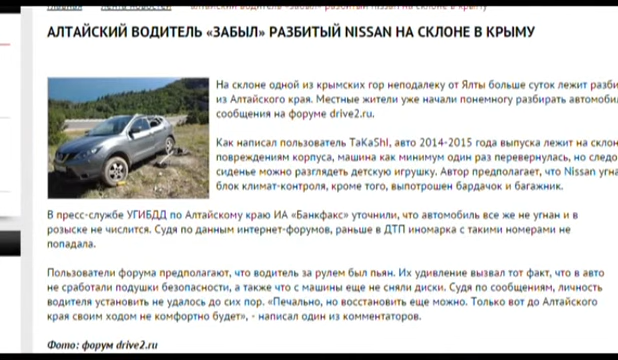 АЛТАЙСКИЙ ВОДИТЕЛЬ «ЗАБЫЛ» РАЗБИТЫЙ NISSAN НА СКЛОНЕ В КРЫМУ
На склоне одной из крымских гор неподалеку от Ялты больше суток лежит
из Алтайского края. Местные жители уже начали понемногу разбирать
сообщения на форуме drive2.ru.
Как написал пользователь TaKaShI, авто 2014-2015 года выпуска лежит на
повреждениям корпуса, машина как минимум один раз перевернулась, но
сиденье можно разглядеть детскую игрушку. Автор предполагает, что Nissan
блок климат-контроля, кроме того, выпотрошен бардачок и багажник.
В пресс-службе УГИБДД по Алтайскому краю ИА «Банкфакс» уточнили, что автомобиль все же не угнан и в
розыске не числится. Судя по данным интернет-форумов, раньше в ДТП иномарка с такими номерами не
попадала.
Пользователи форума предполагают, что водитель за рулем был пьян. Их удивление вызвал тот факт, что в авто
не сработали подушки безопасности, а также что с машины еще не сняли диски. Судя по сообщениям, личность
водителя установить не удалось до сих пор. «Печально, но восстановить еще можно. Только вот до Алтайского
края своим ходом не комфортно будет», - написал один из комментаторов.
Фото: форум drive2.ru